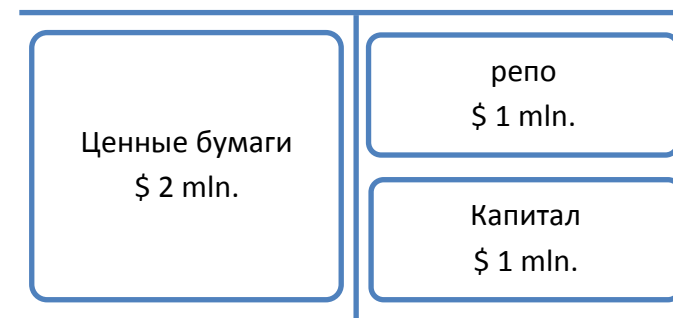 Ценные бумаги
$ 2 mln.
репо
$ 1 mln.
Капитал
$ 1 mln.